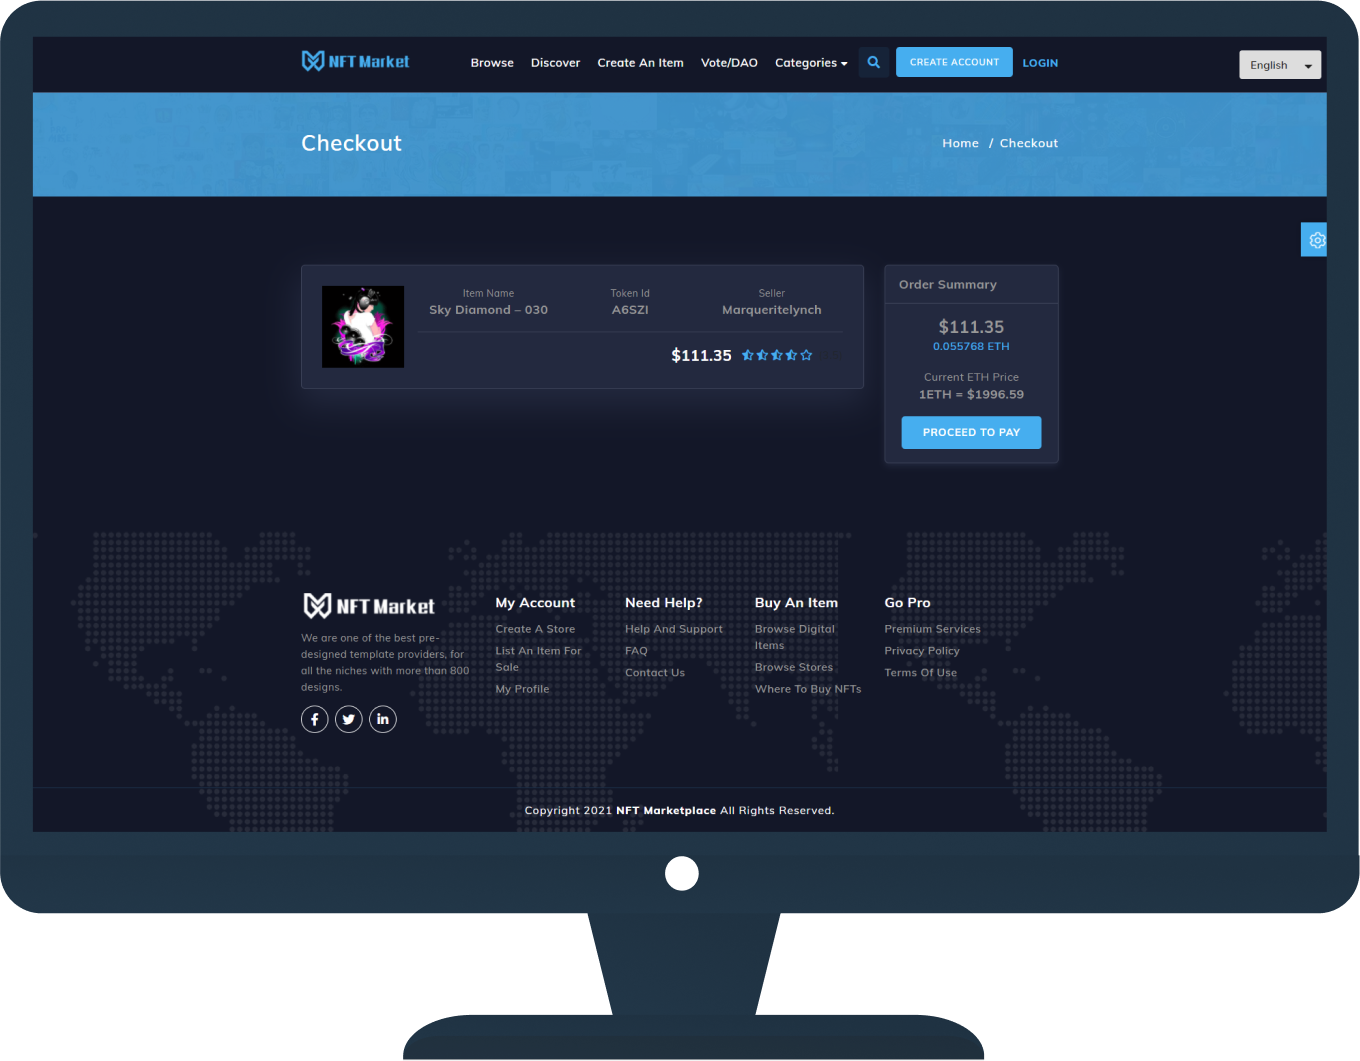 NFT Market
Browse Discover Create An Item Vote/DAO Categories
CREATE ACCOUNT
LOGIN
English
Checkout
Home / Checkout
Item Name
Sky Diamond – 030
Token Id
A6SZI
Seller
Marqueritelynch
$111.35
Order Summary
$111.35
0.055768 ETH
Current ETH Price
1ETH = $1996.59
PROCEED TO PAY
NFT Market
We are one of the best pre-
designed template providers, for
all the niches with more than 800
designs.
My Account
Create A Store
List An Item For
Sale
My Profile
Need Help?
Help And Support
FAQ
Contact Us
Buy An Item
Browse Digital
Items
Browse Stores
Where To Buy NFTs
Go Pro
Premium Services
Privacy Policy
Terms Of Use
Copyright 2021 NFT Marketplace All Rights Reserved.